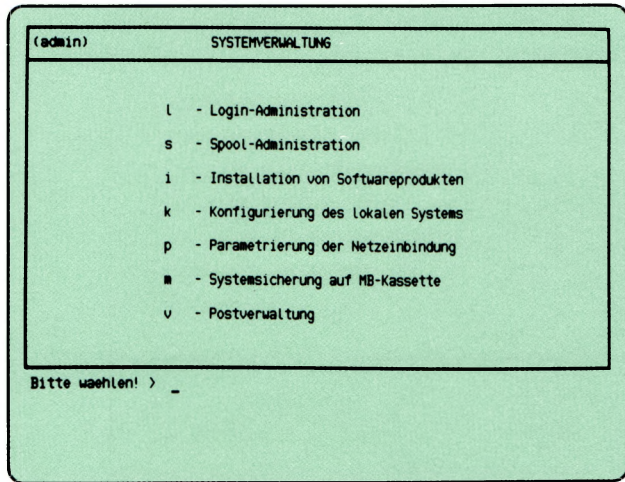 (admin) SYSTEMVERWALTUNG
l - Login-Administration
s - Spool-Administration
i - Installation von Softwareprodukten
k - Konfigurierung des lokalen Systems
p - Parametrierung der Netzeinbindung
m - Systemsicherung auf MB-Kassette
v - Postverwaltung
Bitte waehlen! > _